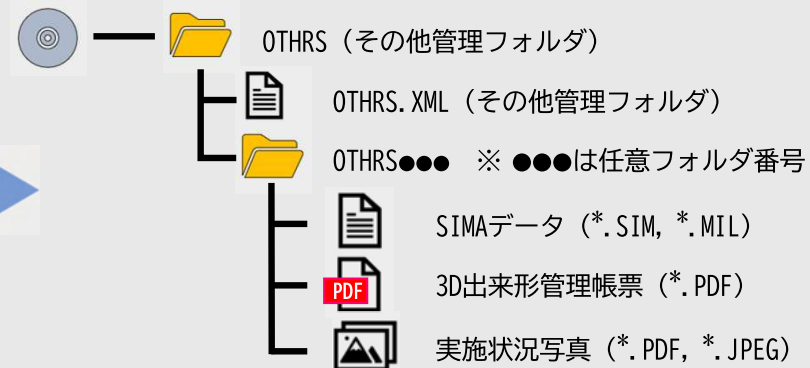 OTHRS（その他管理フォルダ）
OTHRS.XML（その他管理フォルダ）
OTHRS●●●　※ ●●●は任意フォルダ番号
SIMAデータ（*.SIM, *.MIL）
PDF 3D出来形管理帳票（*.PDF）
実施状況写真（*.PDF, *.JPEG）